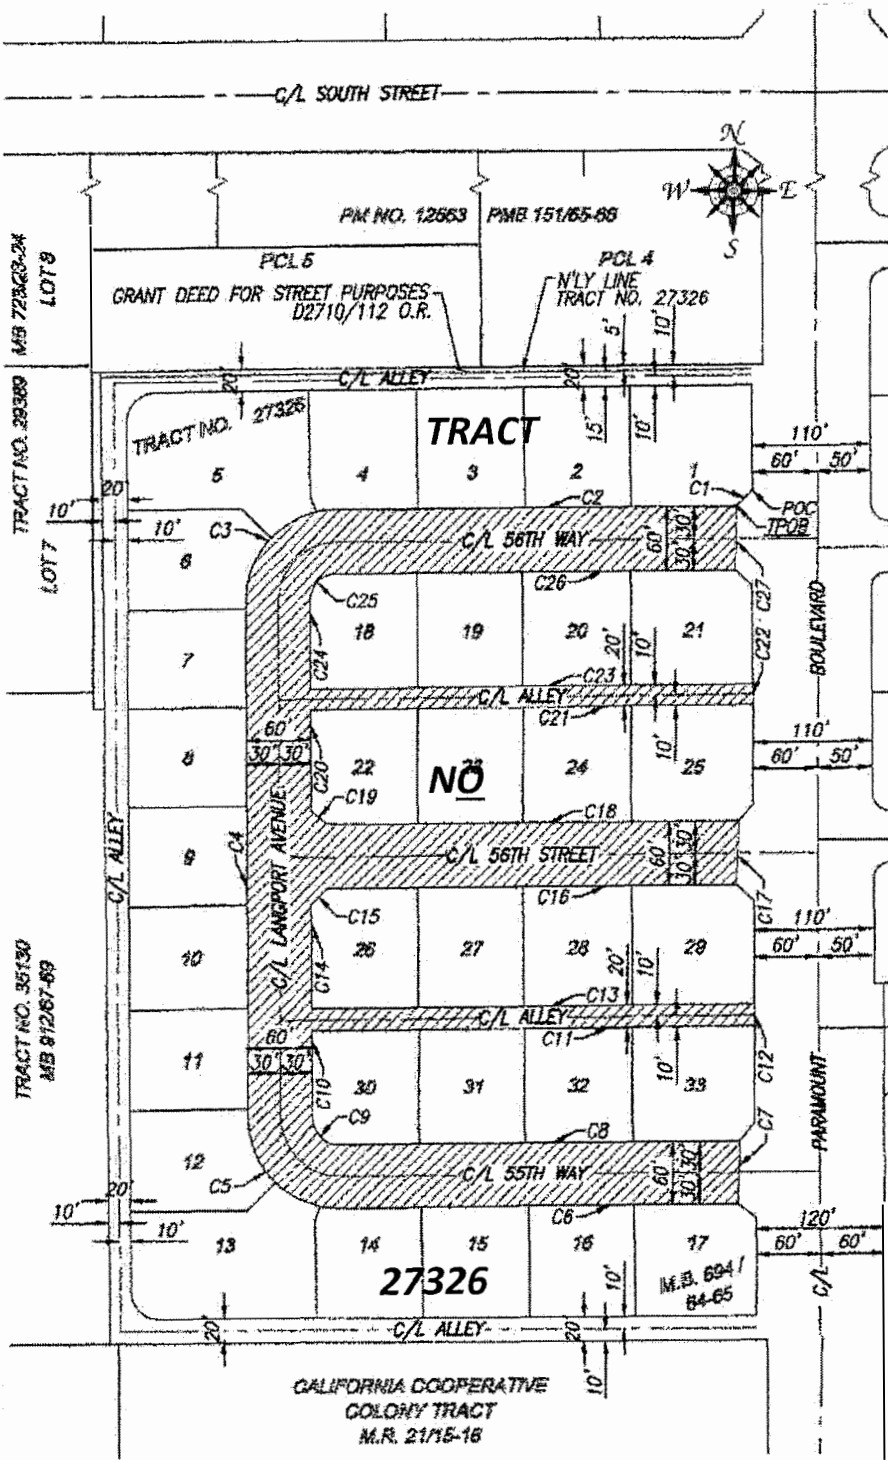 C/L SOUTH STREET
N
W
E
S
PM NO. 12563 PMB 151/65-66
PCL 5
PCL 4
MB 723/23-24
LOT 9
GRANT DEED FOR STREET PURPOSES
D2710/112 O.R.
N'LY LINE
TRACT NO. 27326
5'
10'
20'
C/L ALLEY
20'
15'
10'
TRACT NO. 27326
TRACT
TRACT NO. 29389
LOT 7
5
4
3
2
1
110'
60'
50'
20'
10'
10'
C1
C2
C3
POC
TPOB
C/L 56TH WAY
60'
30'
30'
6
C26
C27
C25
18
19
20
21
BOULEVARD
7
C24
20'
10'
C22
C23
C/L ALLEY
C21
60'
30'
30'
10'
110'
60'
50'
8
C20
22
23
24
25
NO
C19
C18
C/L ALLEY
C4
9
C/L LANGPORT AVENUE
C/L 56TH STREET
60'
30'
30'
C16
C17
C15
110'
60'
50'
10
C14
26
27
28
29
20'
10'
C13
C/L ALLEY
C11
C12
TRACT NO. 35130
MB 912/67-69
60'
30'
30'
10'
11
C10
30
31
32
33
PARAMOUNT
C9
C8
C7
12
C5
C/L 55TH WAY
60'
30'
30'
C6
20'
10'
10'
120'
60'
60'
13
14
15
16
17
27326
M.B. 694 /
64-65
C/L
10'
20'
C/L ALLEY
20'
10'
CALIFORNIA COOPERATIVE
COLONY TRACT
M.R. 21/15-16